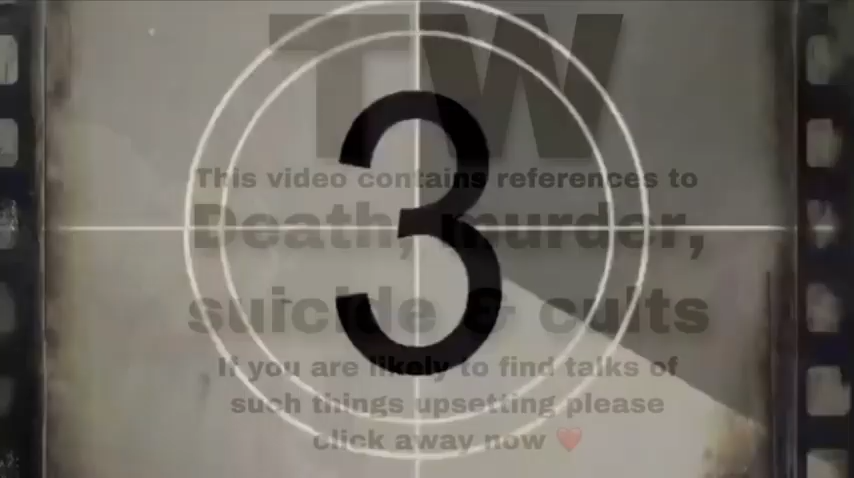 TW
This video contains references to
Death, murder,
3
suicide & cults
If you are likely to find talks of
such things upsetting please
click away now ❤️